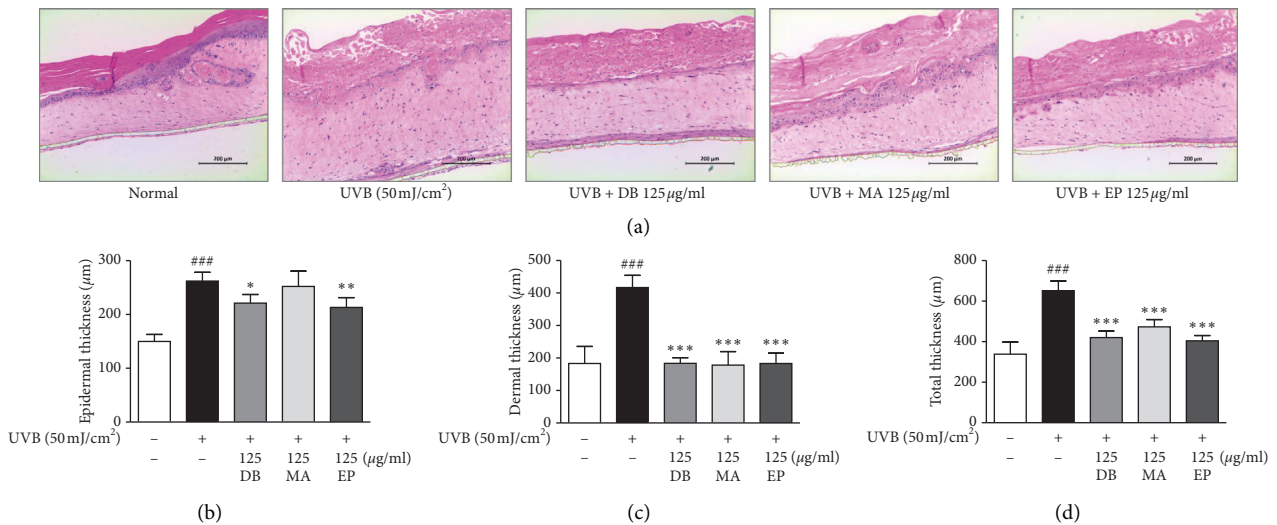 200 μm
200 μm
200 μm
200 μm
200 μm
Normal
UVB (50 mJ/cm²)
UVB + DB 125 μg/ml
UVB + MA 125 μg/ml
UVB + EP 125 μg/ml
(a)
Epidermal thickness (μm)
300
200
100
0
###
*
**
UVB (50 mJ/cm²) – + + + +
– – 125 125 125 (μg/ml)
DB MA EP
(b)
Dermal thickness (μm)
500
400
300
200
100
0
###
*** *** ***
UVB (50 mJ/cm²) – + + + +
– – 125 125 125 (μg/ml)
DB MA EP
(c)
Total thickness (μm)
800
600
400
200
0
###
*** *** ***
UVB (50 mJ/cm²) – + + + +
– – 125 125 125 (μg/ml)
DB MA EP
(d)